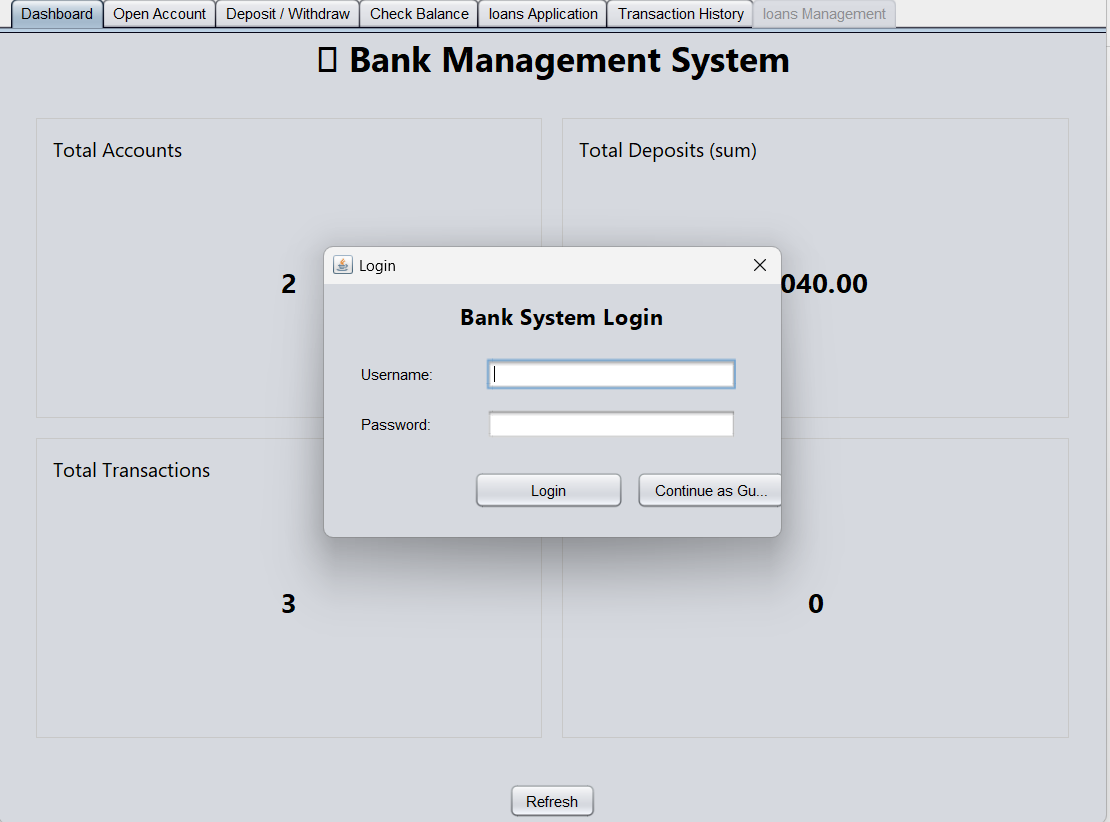 Dashboard Open Account Deposit / Withdraw Check Balance loans Application Transaction History loans Management
Bank Management System
Total Accounts
2
Total Deposits (sum)
040.00
Login
Bank System Login
Username:
Password:
Login
Continue as Gu...
Total Transactions
3
0
Refresh